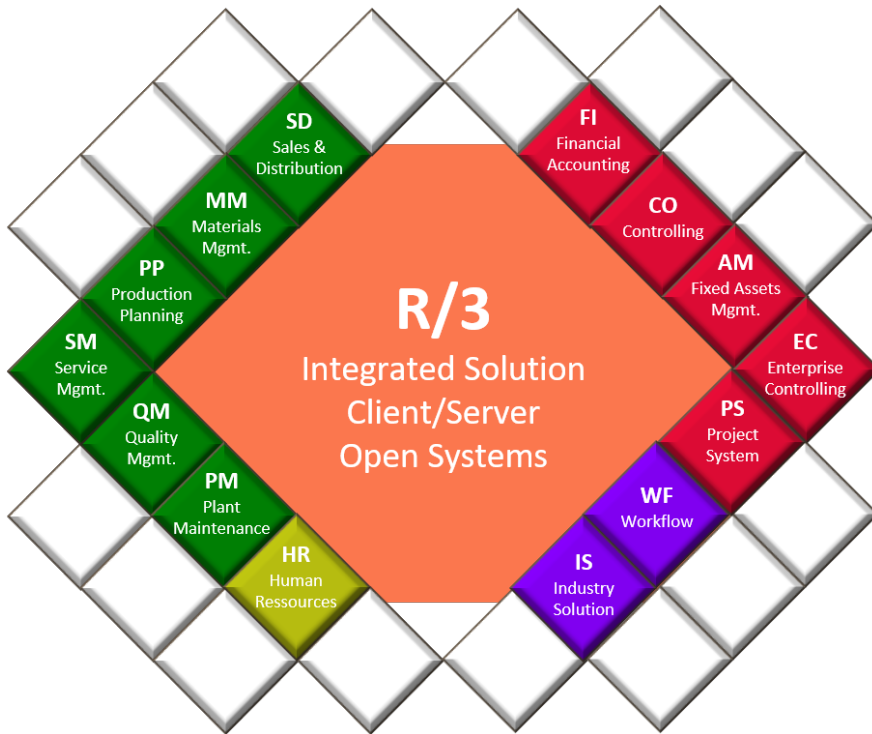 SD
Sales &
Distribution
MM
Materials
Mgmt.
PP
Production
Planning
SM
Service
Mgmt.
QM
Quality
Mgmt.
PM
Plant
Maintenance
HR
Human
Ressources
R/3
Integrated Solution
Client/Server
Open Systems
FI
Financial
Accounting
CO
Controlling
AM
Fixed Assets
Mgmt.
EC
Enterprise
Controlling
PS
Project
System
WF
Workflow
IS
Industry
Solution